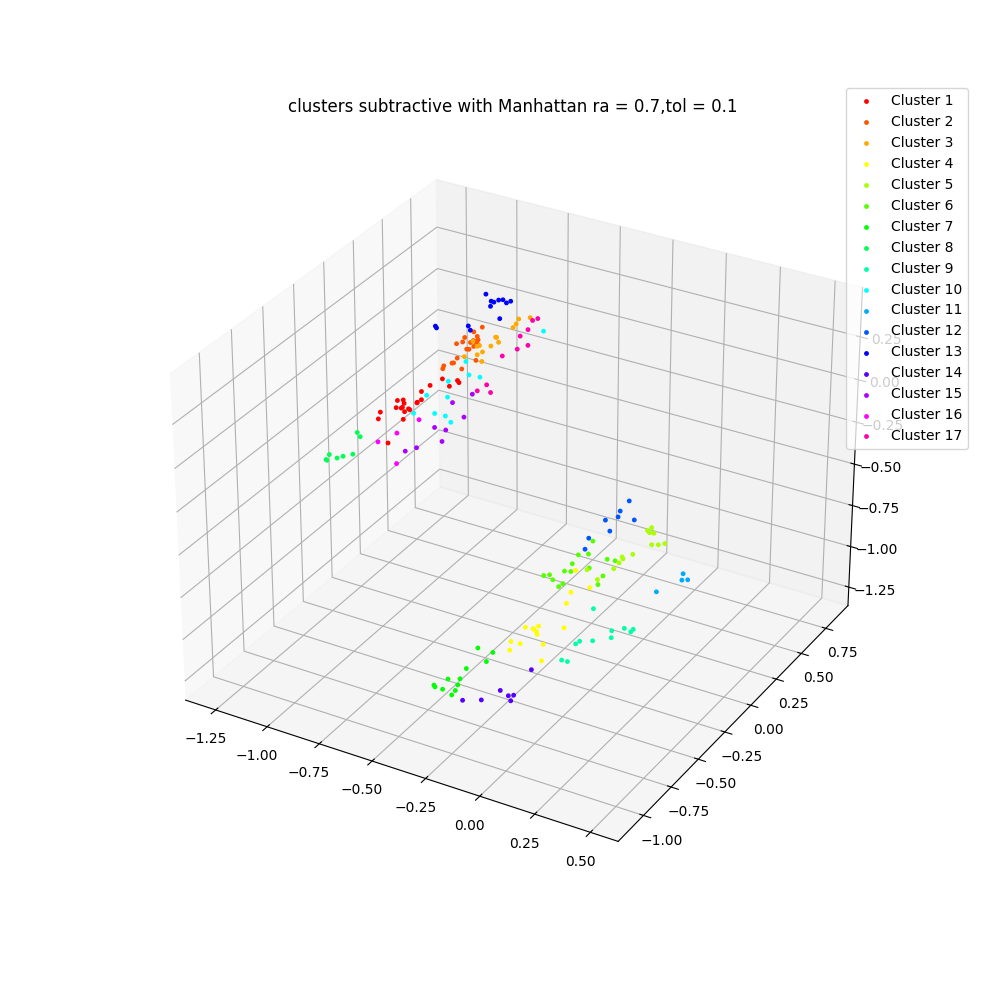 clusters subtractive with Manhattan ra = 0.7,tol = 0.1
Cluster 1
Cluster 2
Cluster 3
Cluster 4
Cluster 5
Cluster 6
Cluster 7
Cluster 8
Cluster 9
Cluster 10
Cluster 11
Cluster 12
Cluster 13
Cluster 14
Cluster 15
Cluster 16
Cluster 17
0.25
0.00
−0.25
−0.50
−0.75
−1.00
−1.25
0.75
0.50
0.25
0.00
−0.25
−0.50
−0.75
−1.00
−1.25
−1.00
−0.75
−0.50
−0.25
0.00
0.25
0.50